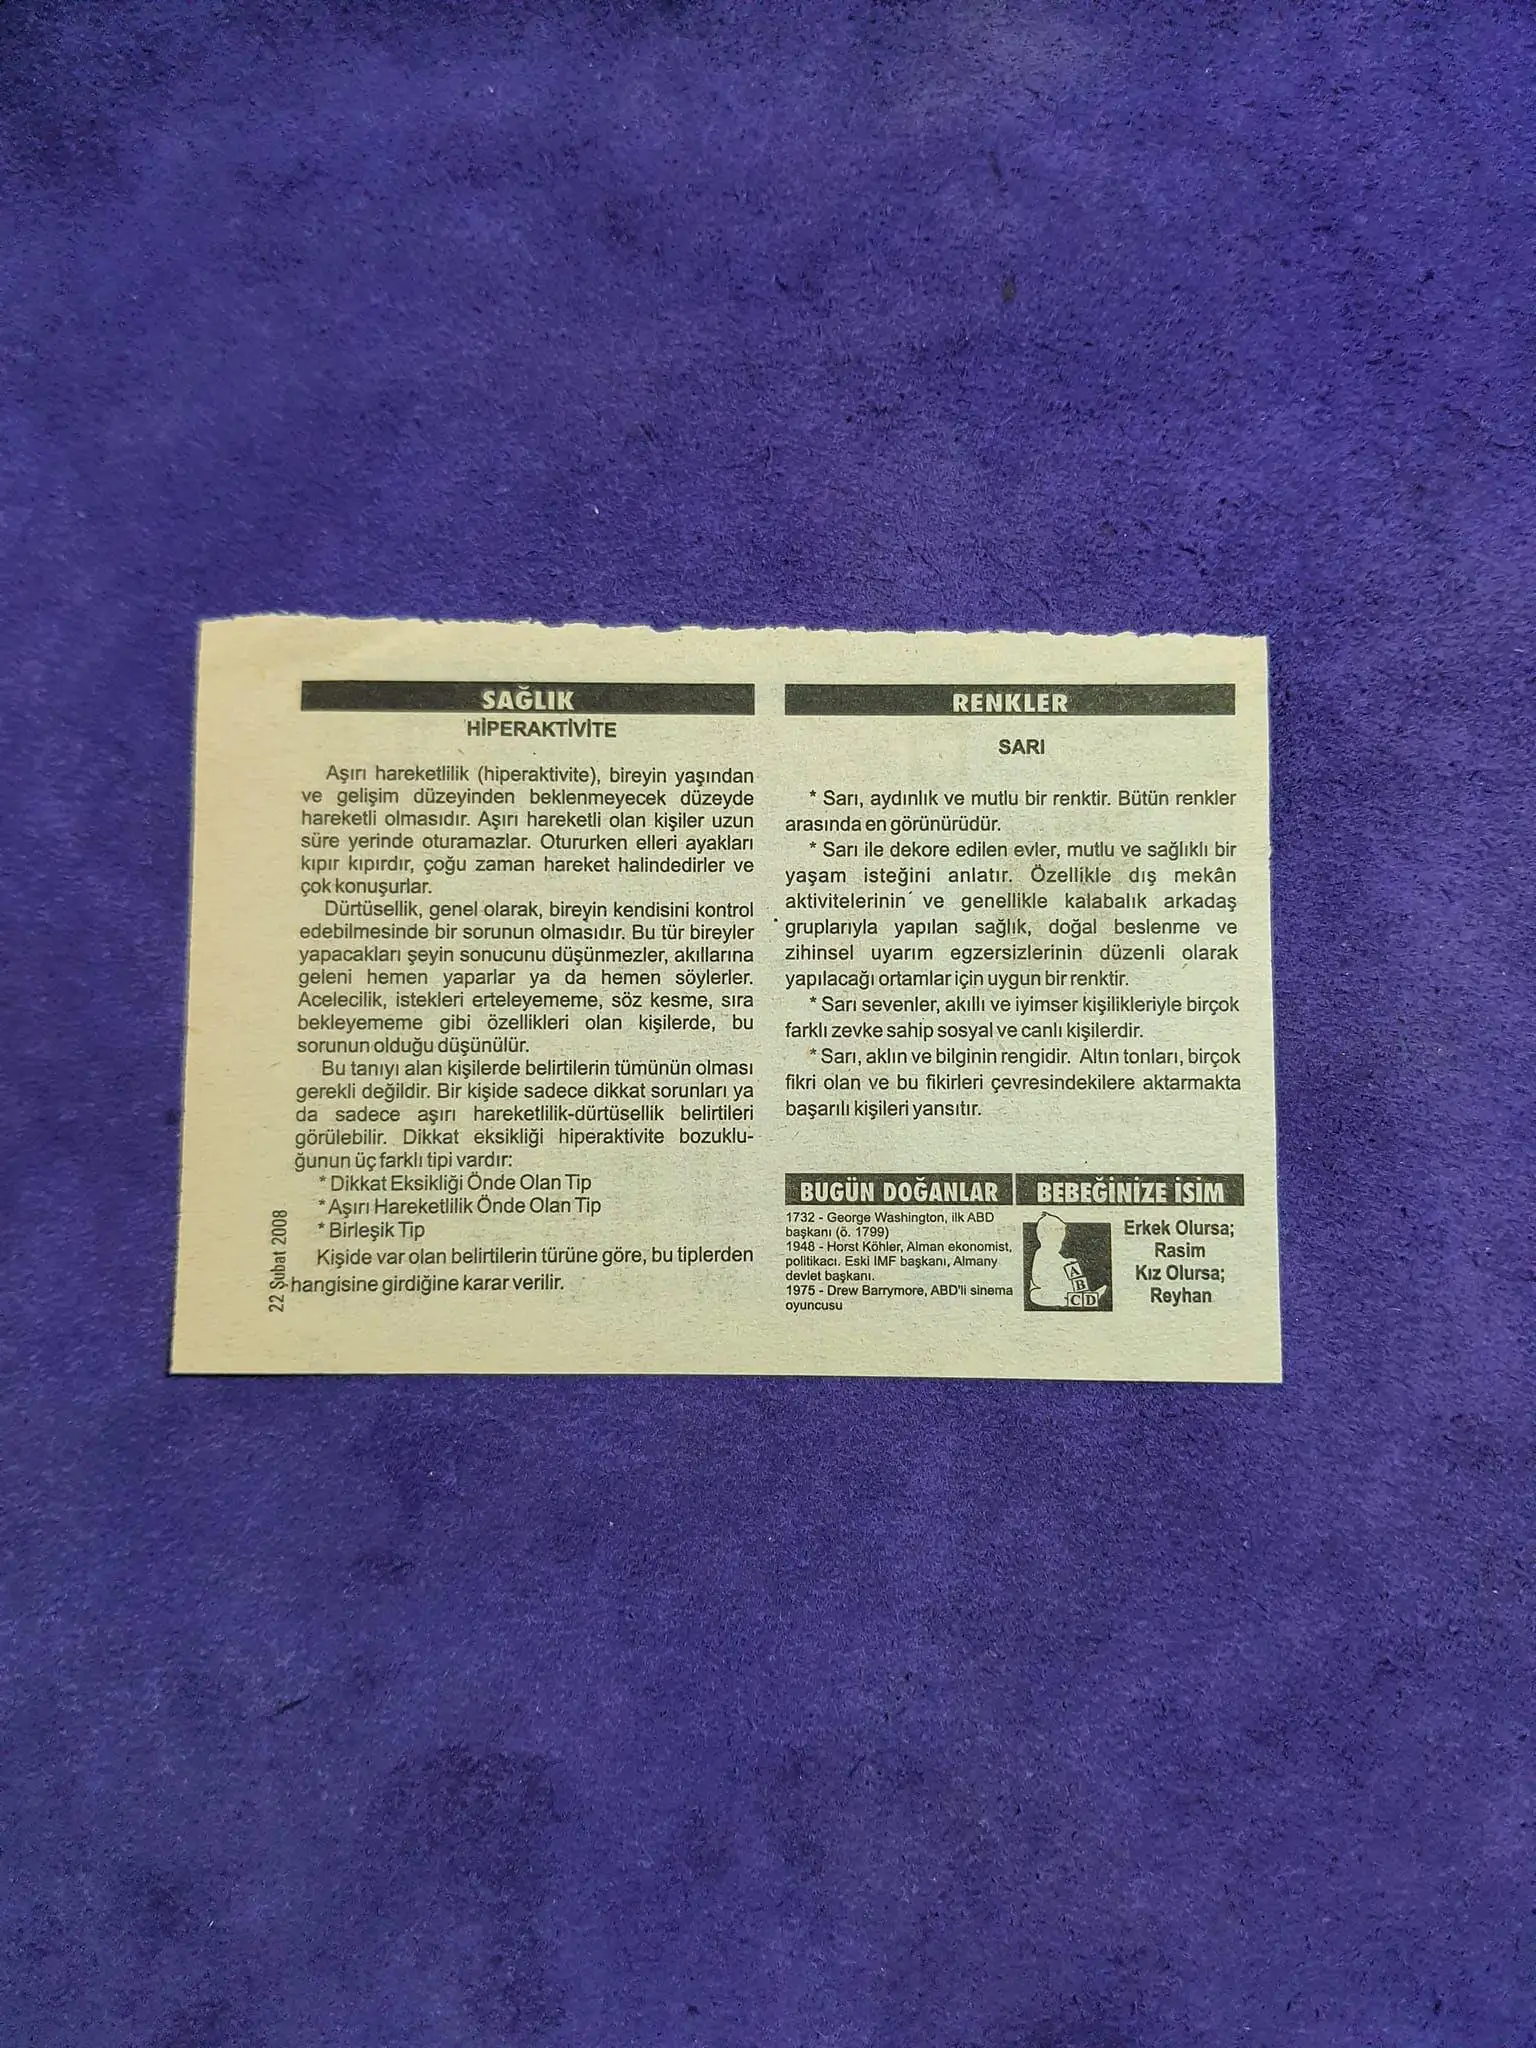 SAĞLIK
HİPERAKTİVİTE
Aşırı hareketlilik (hiperaktivite), bireyin yaşından
ve gelişim düzeyinden beklenmeyecek düzeyde
hareketli olmasıdır. Aşırı hareketli olan kişiler uzun
süre yerinde oturamazlar. Otururken elleri ayakları
kıpır kıpırdır, çoğu zaman hareket halindedirler ve
çok konuşurlar.
Dürtüsellik, genel olarak, bireyin kendisini kontrol
edebilmesinde bir sorunun olmasıdır. Bu tür bireyler
yapacakları şeyin sonucunu düşünmezler, akıllarına
geleni hemen yaparlar ya da hemen söylerler.
Acelecilik, istekleri erteleyememe, söz kesme, sıra
bekleyememe gibi özellikleri olan kişilerde, bu
sorunun olduğu düşünülür.
Bu tanıyı alan kişilerde belirtilerin tümünün olması
gerekli değildir. Bir kişide sadece dikkat sorunları ya
da sadece aşırı hareketlilik-dürtüsellik belirtileri
görülebilir. Dikkat eksikliği hiperaktivite bozuklu-
ğunun üç farklı tipi vardır:
* Dikkat Eksikliği Önde Olan Tip
* Aşırı Hareketlilik Önde Olan Tip
* Birleşik Tip
Kişide var olan belirtilerin türüne göre, bu tiplerden
hangisine girdiğine karar verilir.
22 Şubat 2008
RENKLER
SARI
* Sarı, aydınlık ve mutlu bir renktir. Bütün renkler
arasında en görünürüdür.
* Sarı ile dekore edilen evler, mutlu ve sağlıklı bir
yaşam isteğini anlatır. Özellikle dış mekân
aktivitelerinin ve genellikle kalabalık arkadaş
gruplarıyla yapılan sağlık, doğal beslenme ve
zihinsel uyarım egzersizlerinin düzenli olarak
yapılacağı ortamlar için uygun bir renktir.
* Sarı sevenler, akıllı ve iyimser kişilikleriyle birçok
farklı zevke sahip sosyal ve canlı kişilerdir.
* Sarı, aklın ve bilginin rengidir. Altın tonları, birçok
fikri olan ve bu fikirleri çevresindekilere aktarmakta
başarılı kişileri yansıtır.
BUGÜN DOĞANLAR
1732 - George Washington, ilk ABD
başkanı (ö. 1799)
1948 - Horst Köhler, Alman ekonomist,
politikacı. Eski IMF başkanı, Almany
devlet başkanı.
1975 - Drew Barrymore, ABD'li sinema
oyuncusu
BEBEĞİNİZE İSİM
A
B
C D
Erkek Olursa;
Rasim
Kız Olursa;
Reyhan